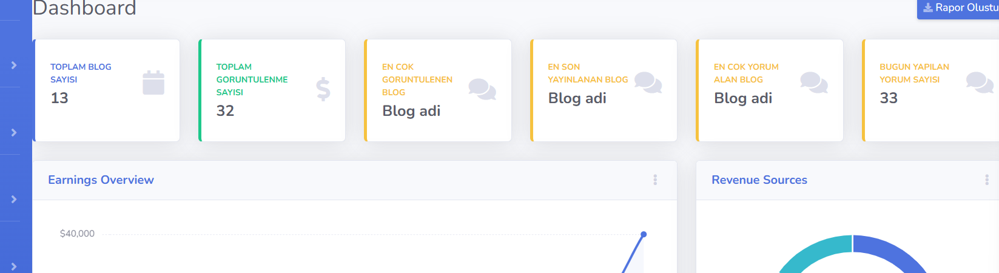 Dashboard
Rapor Olustu
TOPLAM BLOG
SAYISI
13
TOPLAM
GORUNTULENME
SAYISI
32
EN COK
GORUNTULENEN
BLOG
Blog adi
EN SON
YAYINLANAN BLOG
Blog adi
EN COK YORUM
ALAN BLOG
Blog adi
BUGUN YAPILAN
YORUM SAYISI
33
Earnings Overview
Revenue Sources
$40,000